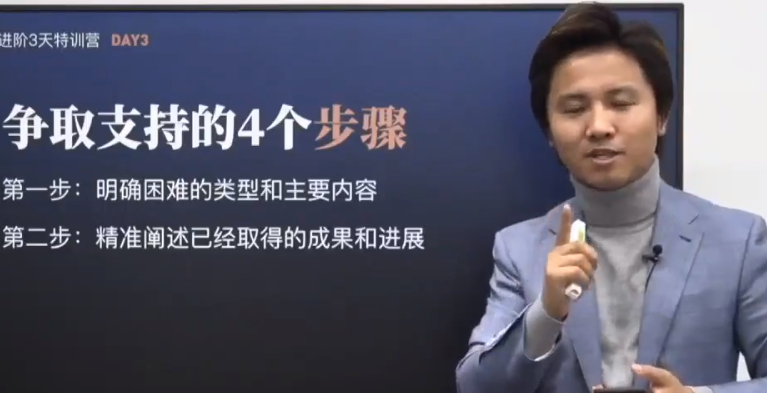 进阶3天特训营 DAY3
争取支持的4个步骤
第一步：明确困难的类型和主要内容
第二步：精准阐述已经取得的成果和进展